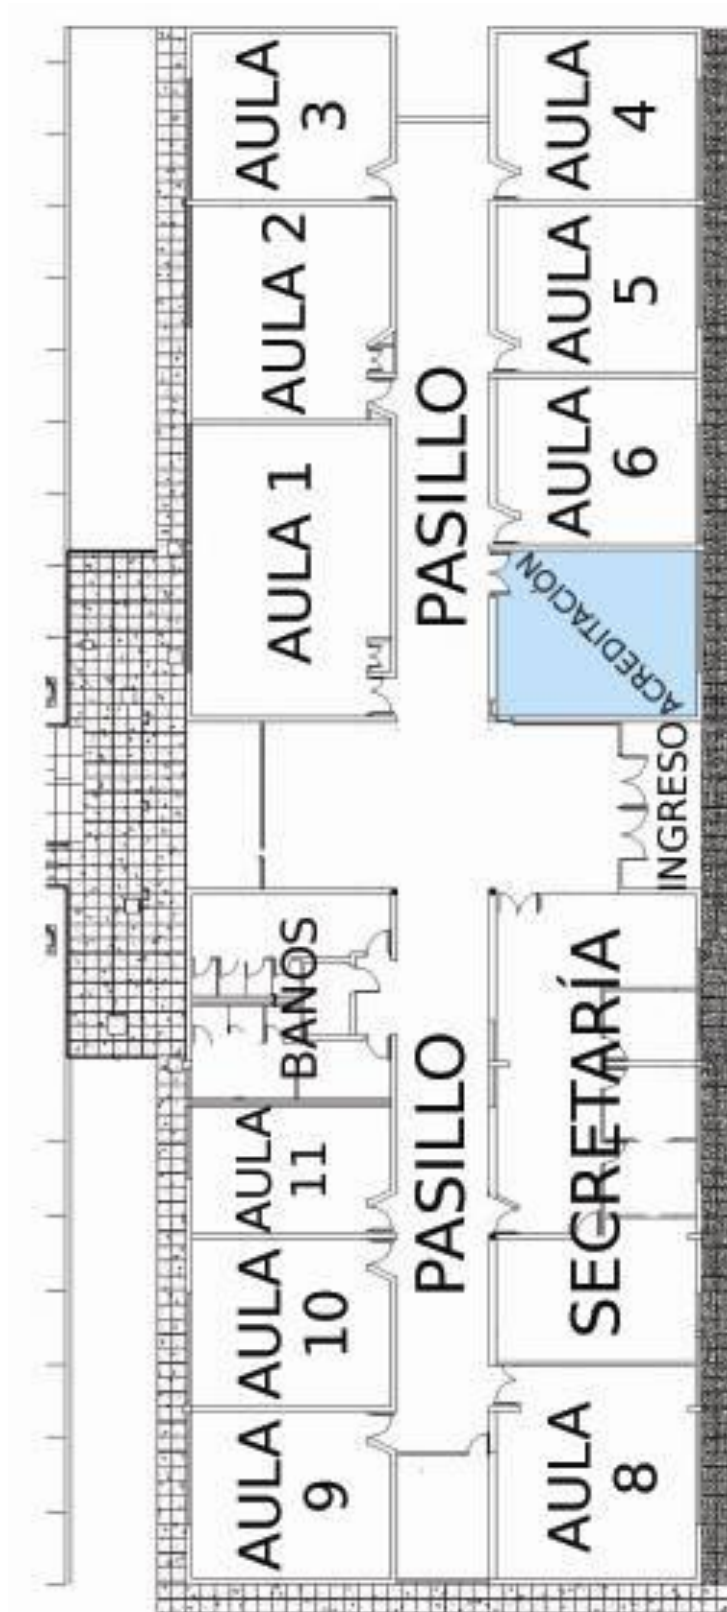 AULA
3
AULA 2
AULA 1
AULA
4
AULA
5
AULA
6
PASILLO
ACREDITACIÓN
INGRESO
BAÑOS
PASILLO
SECRETARÍA
AULA
11
AULA
10
AULA
9
AULA
8